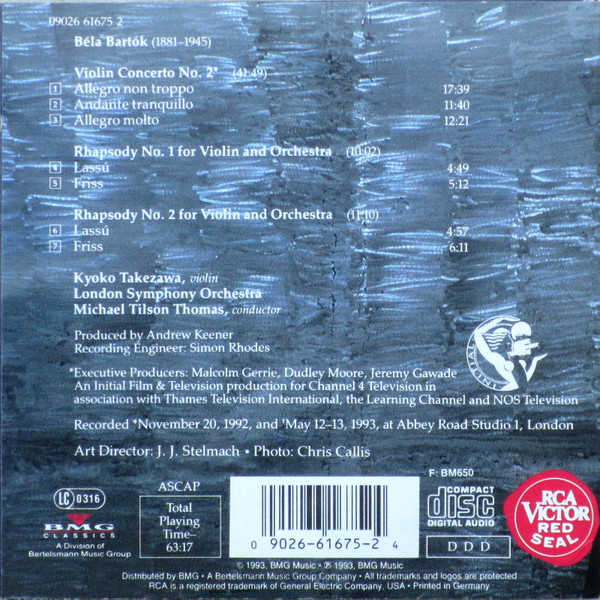 09026 61675 2
Béla Bartók (1881–1945)
Violin Concerto No. 2* (41:49)
1 Allegro non troppo 17:39
2 Andante tranquillo 11:40
3 Allegro molto 12:21
Rhapsody No. 1 for Violin and Orchestra (10:02)
4 Lassú 4:49
5 Friss 5:12
Rhapsody No. 2 for Violin and Orchestra (11:10)
6 Lassú 4:57
7 Friss 6:11
Kyoko Takezawa, violin
London Symphony Orchestra
Michael Tilson Thomas, conductor
Produced by Andrew Keener
Recording Engineer: Simon Rhodes
INITIAL
*Executive Producers: Malcolm Gerrie, Dudley Moore, Jeremy Gawade
An Initial Film & Television production for Channel 4 Television in
association with Thames Television International, the Learning Channel and NOS Television
Recorded *November 20, 1992, and 'May 12–13, 1993, at Abbey Road Studio 1, London
Art Director: J. J. Stelmach • Photo: Chris Callis
LC 0316
BMG
CLASSICS
A Division of
Bertelsmann Music Group
ASCAP
Total
Playing
Time–
63:17
0 9026-61675-2 4
F: BM650
COMPACT
disc
DIGITAL AUDIO
DDD
RCA
VICTOR
RED
SEAL
© 1993, BMG Music • ℗ 1993, BMG Music
Distributed by BMG • A Bertelsmann Music Group Company • All trademarks and logos are protected
RCA is a registered trademark of General Electric Company, USA • Printed in Germany